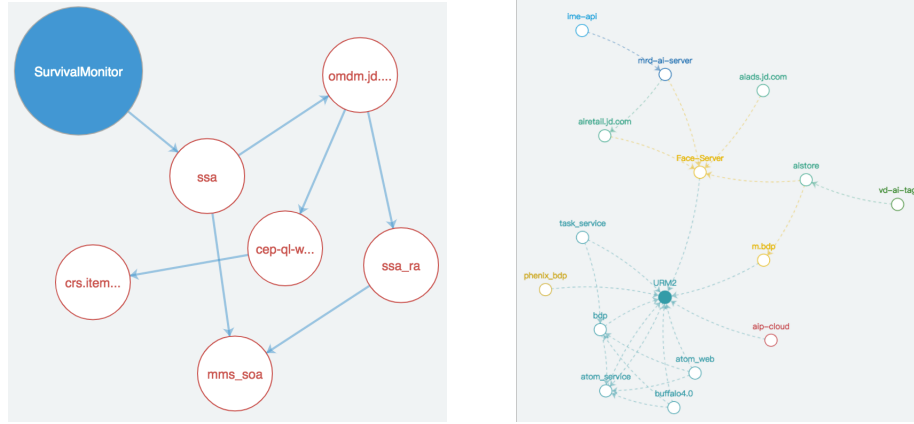 SurvivalMonitor
omdm.jd....
ssa
cep-ql-w...
ssa_ra
crs.item...
mms_soa
ime-api
mrd-ai-server
aiads.jd.com
airetail.jd.com
Face-Server
aistore
vd-ai-tag
task_service
m.bdp
phenix_bdp
URM2
bdp
aip-cloud
atom_web
atom_service
buffalo4.0